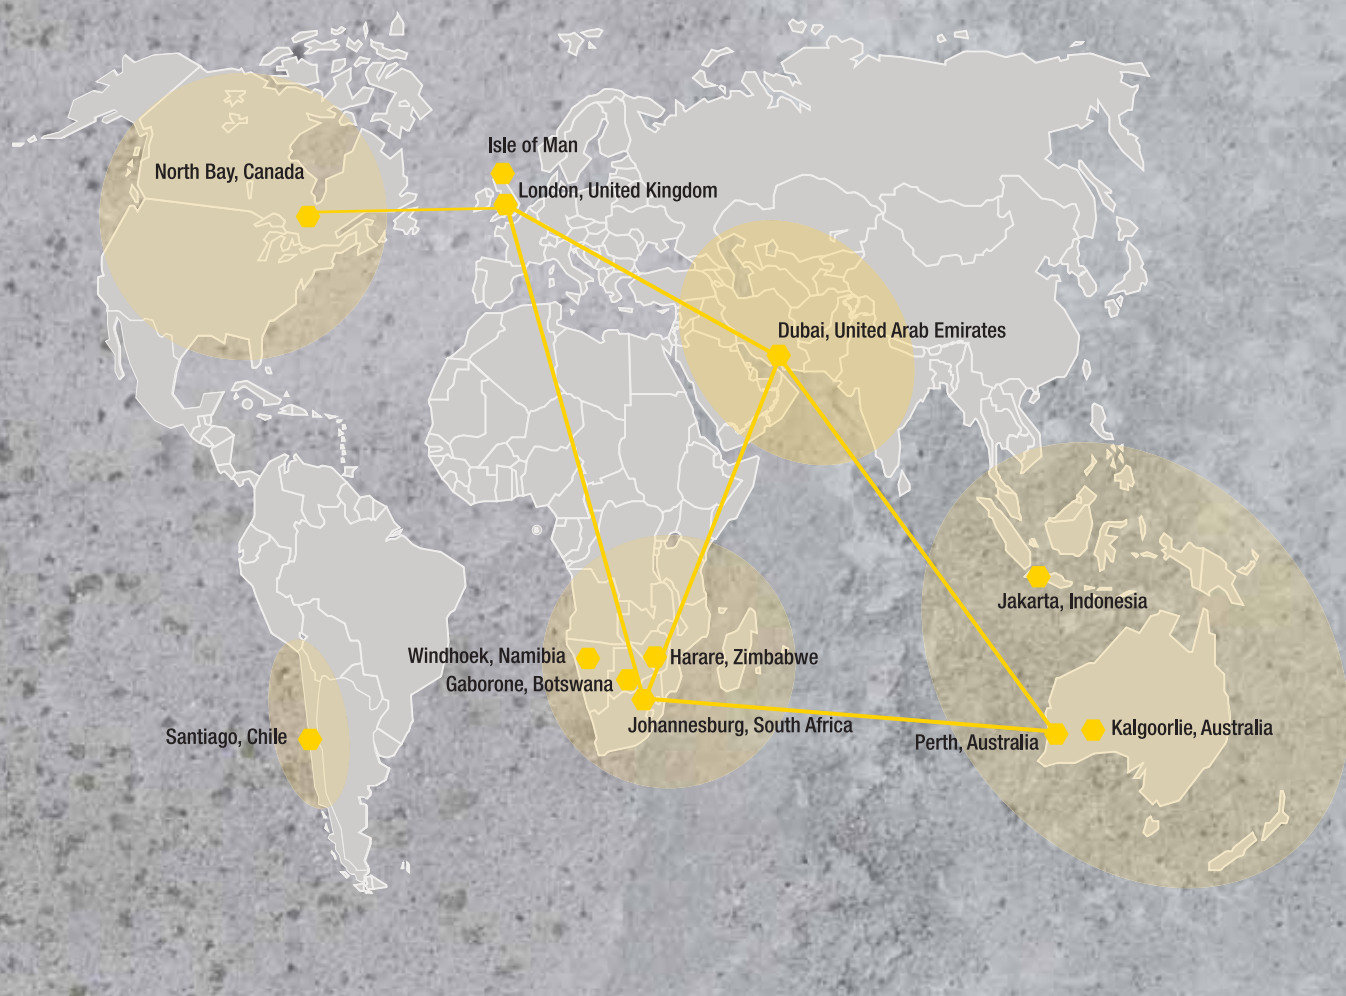 Isle of Man
North Bay, Canada
London, United Kingdom
Dubai, United Arab Emirates
Jakarta, Indonesia
Windhoek, Namibia
Harare, Zimbabwe
Gaborone, Botswana
Johannesburg, South Africa
Santiago, Chile
Perth, Australia
Kalgoorlie, Australia